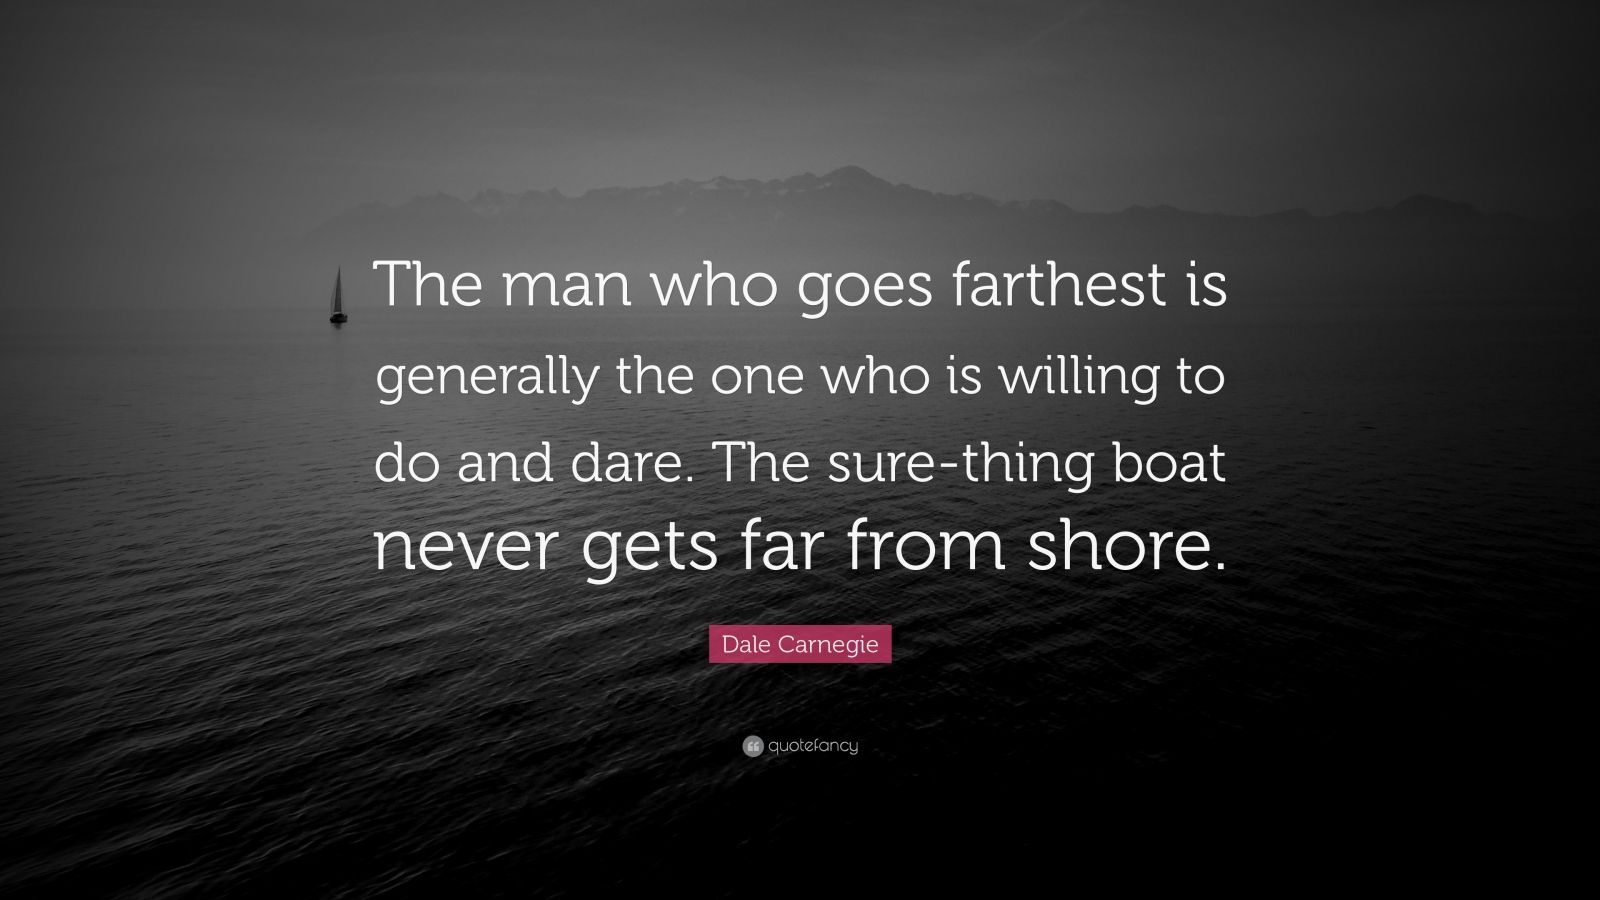 The man who goes farthest is
generally the one who is willing to
do and dare. The sure-thing boat
never gets far from shore.
Dale Carnegie
quotefancy